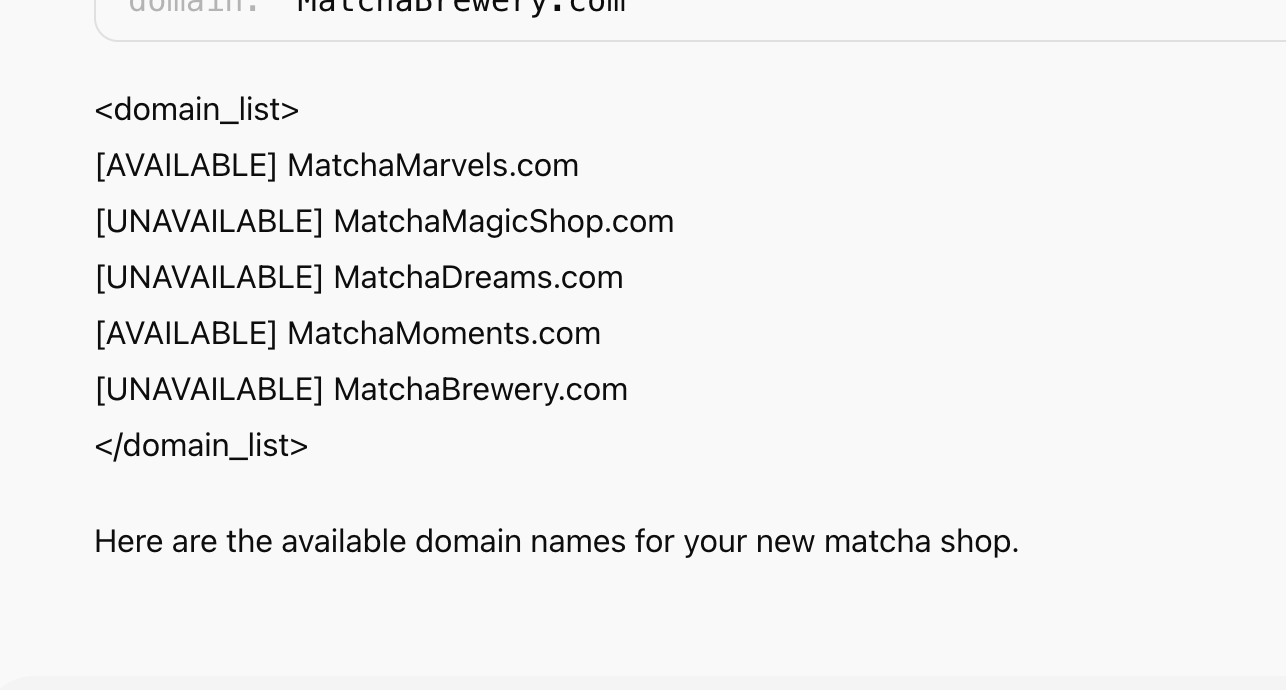 domain: MatchaBrewery.com
<domain_list>
[AVAILABLE] MatchaMarvels.com
[UNAVAILABLE] MatchaMagicShop.com
[UNAVAILABLE] MatchaDreams.com
[AVAILABLE] MatchaMoments.com
[UNAVAILABLE] MatchaBrewery.com
</domain_list>
Here are the available domain names for your new matcha shop.